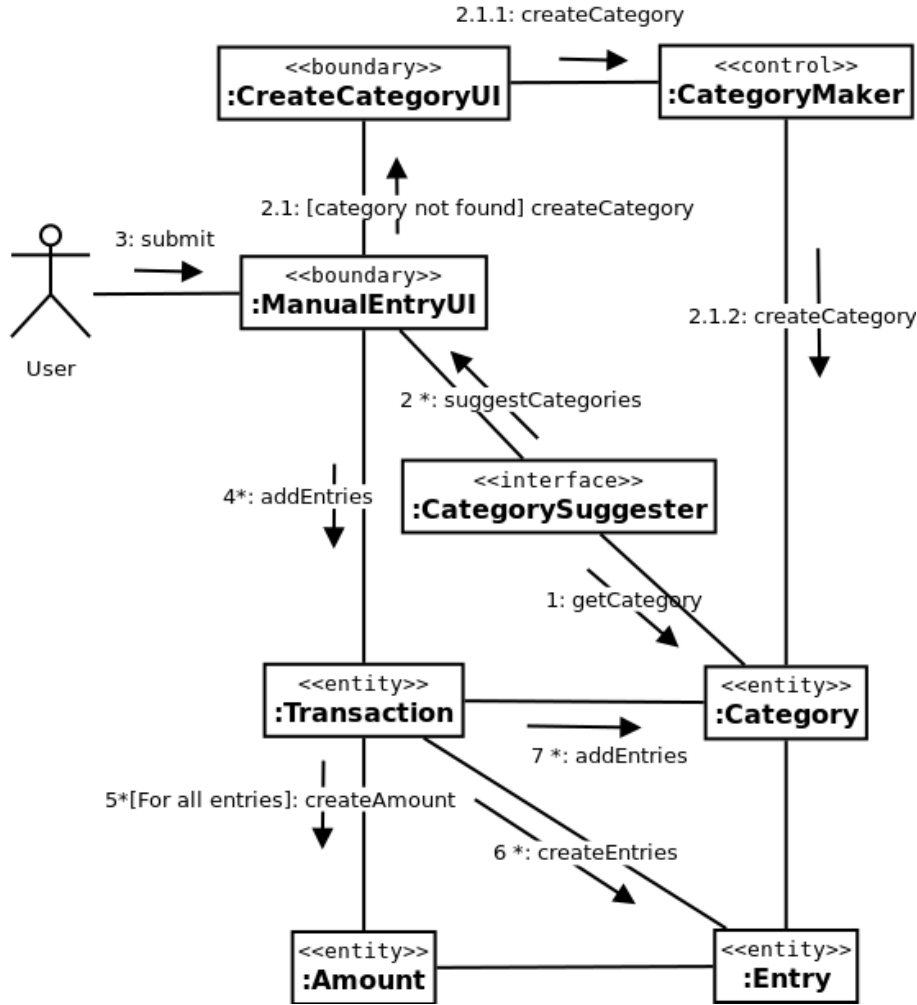 2.1.1: createCategory
<<boundary>>
:CreateCategoryUI
<<control>>
:CategoryMaker
2.1: [category not found] createCategory
3: submit
<<boundary>>
:ManualEntryUI
User
2.1.2: createCategory
2 *: suggestCategories
<<interface>>
:CategorySuggester
4*: addEntries
1: getCategory
<<entity>>
:Transaction
<<entity>>
:Category
7 *: addEntries
5*[For all entries]: createAmount
6 *: createEntries
<<entity>>
:Amount
<<entity>>
:Entry